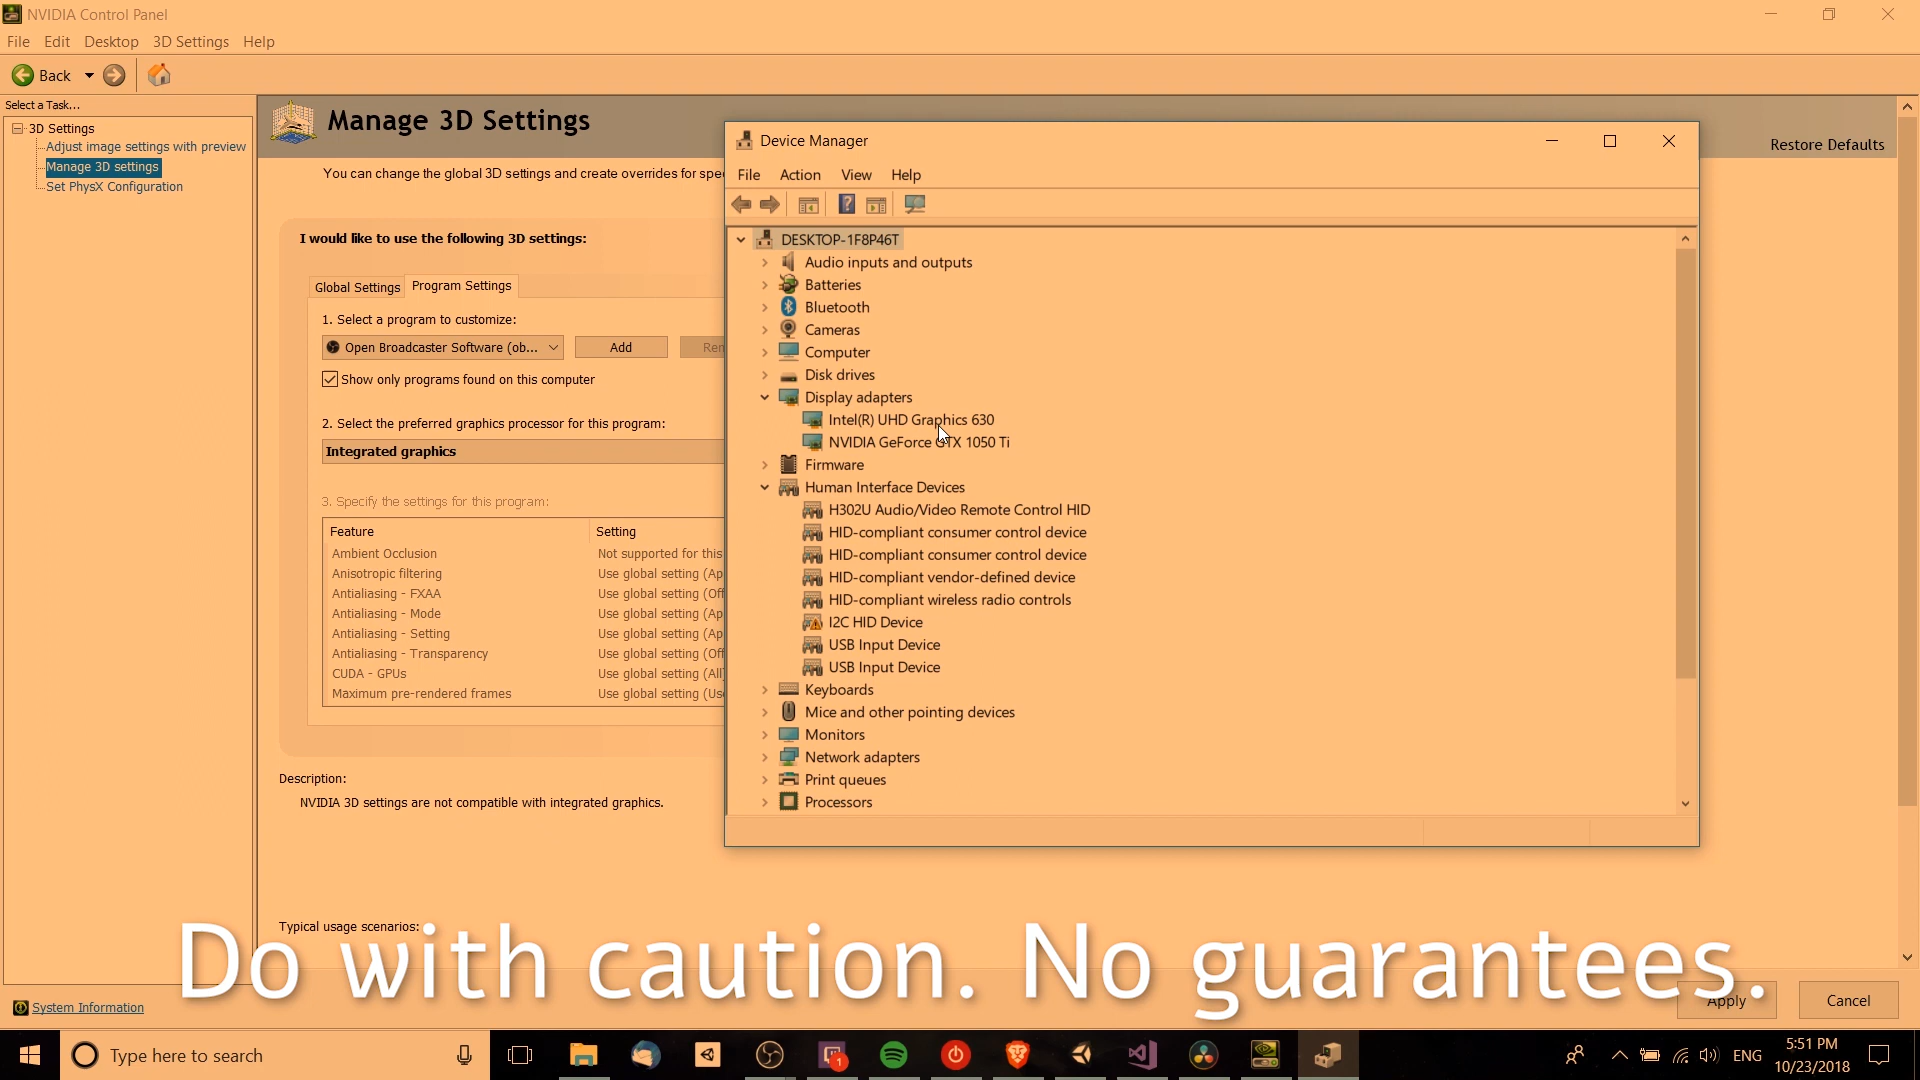 NVIDIA Control Panel
File Edit Desktop 3D Settings Help
Back
Select a Task...
3D Settings
Adjust image settings with preview
Manage 3D settings
Set PhysX Configuration
System Information
Manage 3D Settings
Restore Defaults
You can change the global 3D settings and create overrides for spe
I would like to use the following 3D settings:
Global Settings Program Settings
1. Select a program to customize:
Open Broadcaster Software (ob... Add Ren
Show only programs found on this computer
2. Select the preferred graphics processor for this program:
Integrated graphics
3. Specify the settings for this program:
Feature Setting
Ambient Occlusion Not supported for this
Anisotropic filtering Use global setting (Ap
Antialiasing - FXAA Use global setting (Off
Antialiasing - Mode Use global setting (Ap
Antialiasing - Setting Use global setting (Ap
Antialiasing - Transparency Use global setting (Off
CUDA - GPUs Use global setting (All
Maximum pre-rendered frames Use global setting (Us
Description:
NVIDIA 3D settings are not compatible with integrated graphics.
Typical usage scenarios:
Device Manager
File Action View Help
DESKTOP-1F8P46T
Audio inputs and outputs
Batteries
Bluetooth
Cameras
Computer
Disk drives
Display adapters
Intel(R) UHD Graphics 630
NVIDIA GeForce GTX 1050 Ti
Firmware
Human Interface Devices
H302U Audio/Video Remote Control HID
HID-compliant consumer control device
HID-compliant consumer control device
HID-compliant vendor-defined device
HID-compliant wireless radio controls
I2C HID Device
USB Input Device
USB Input Device
Keyboards
Mice and other pointing devices
Monitors
Network adapters
Print queues
Processors
Do with caution. No guarantees.
Apply Cancel
Type here to search
1
ENG
5:51 PM
10/23/2018